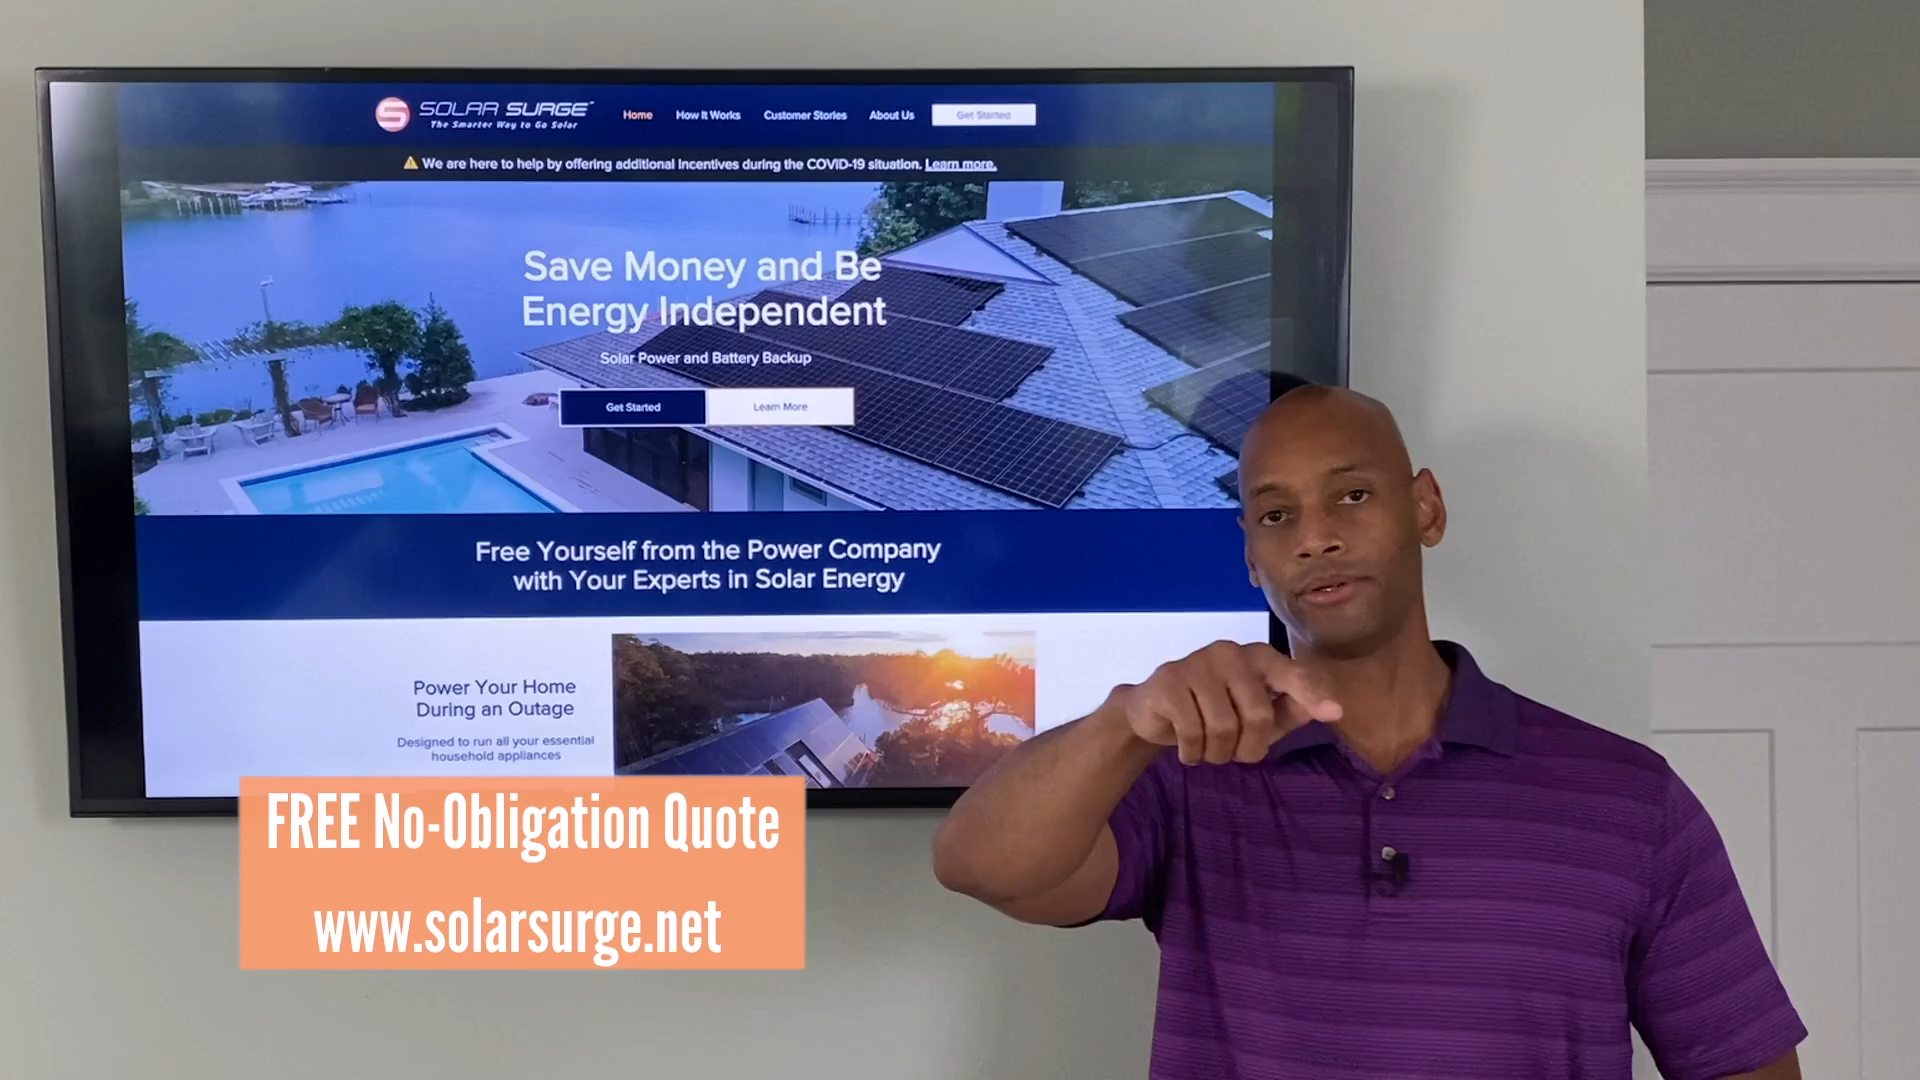 SOLAR SURGE
The Smarter Way to Go Solar
Home How It Works Customer Stories About Us Get Started
We are here to help by offering additional incentives during the COVID-19 situation. Learn more.
Save Money and Be
Energy Independent
Solar Power and Battery Backup
Get Started Learn More
Free Yourself from the Power Company
with Your Experts in Solar Energy
Power Your Home
During an Outage
Designed to run all your essential
household appliances
FREE No-Obligation Quote
www.solarsurge.net